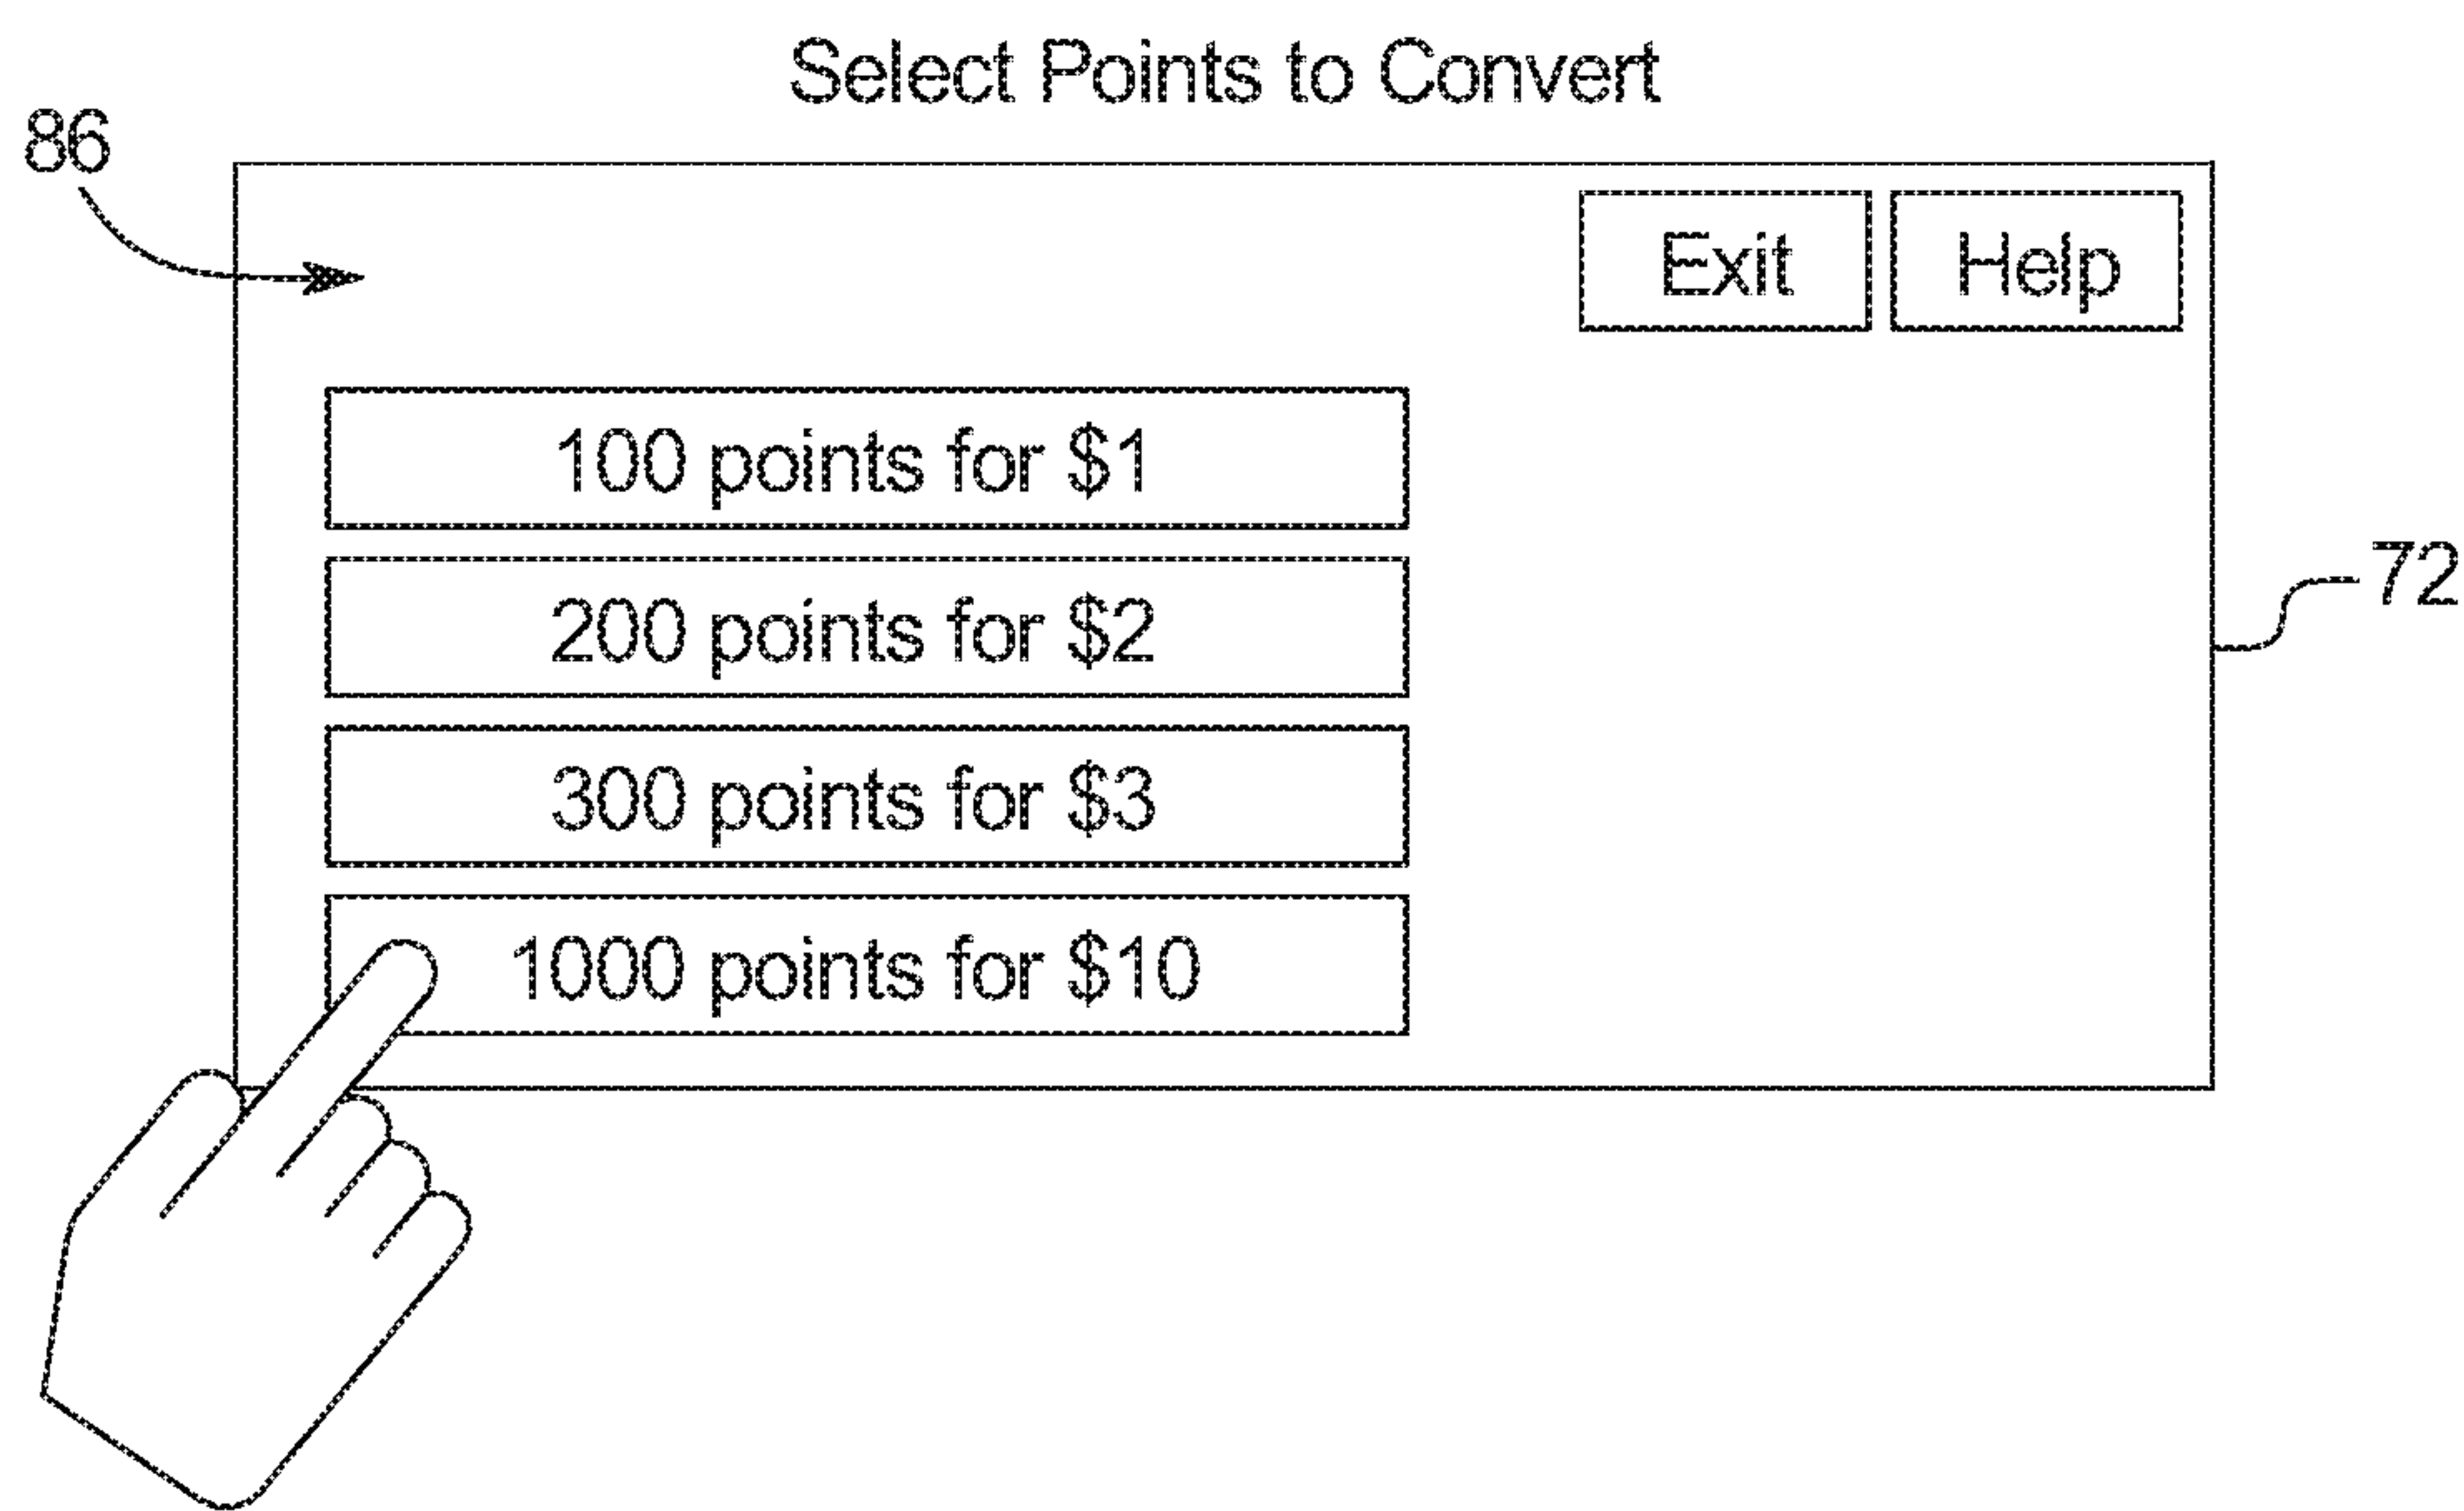 Select Points to Convert
86
Exit Help
100 points for $1
200 points for $2
72
300 points for $3
1000 points for $10